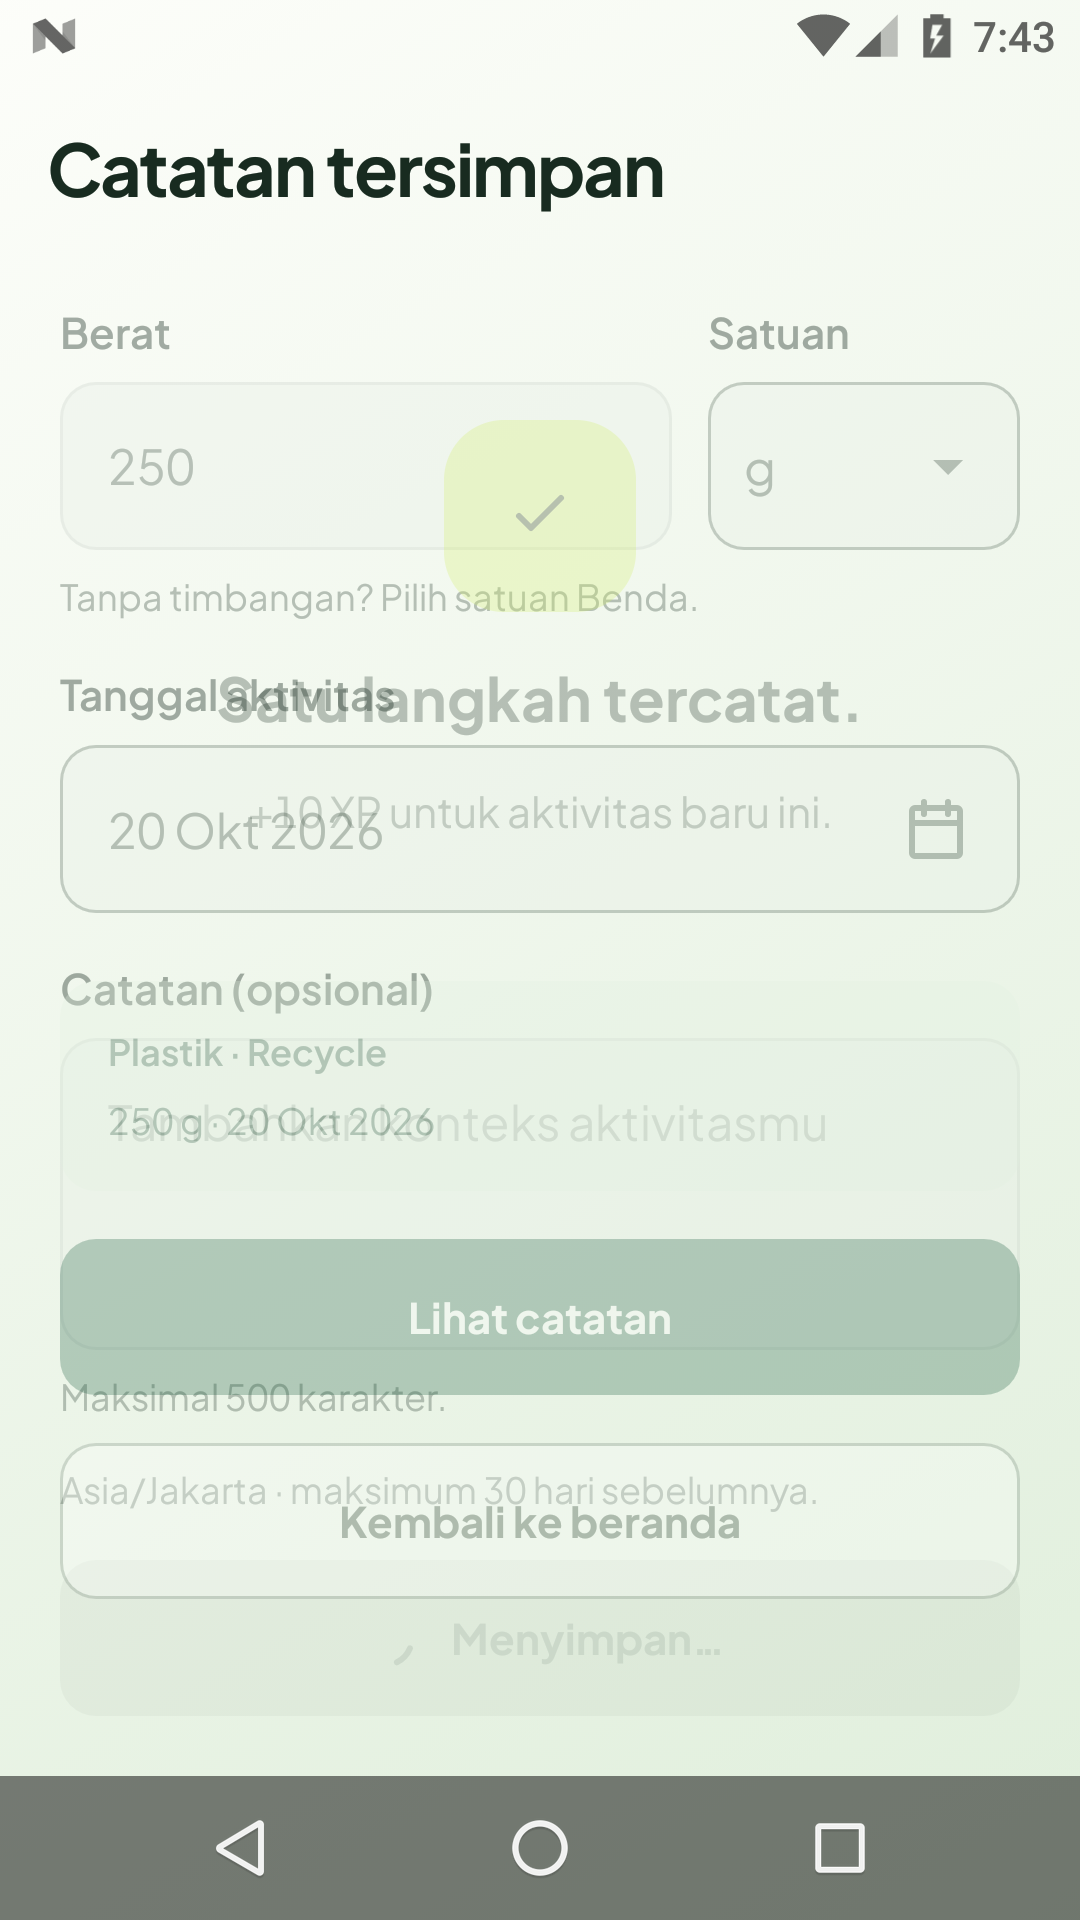 7:43
Catatan tersimpan
Berat
Satuan
250
g
Tanpa timbangan? Pilih satuan Benda.
Tanggal aktivitas
Satu langkah tercatat.
+10 XP untuk aktivitas baru ini.
20 Okt 2026
Catatan (opsional)
Plastik · Recycle
250 g · 20 Okt 2026
Tambahkan konteks aktivitasmu
Lihat catatan
Maksimal 500 karakter.
Asia/Jakarta · maksimum 30 hari sebelumnya.
Kembali ke beranda
Menyimpan…